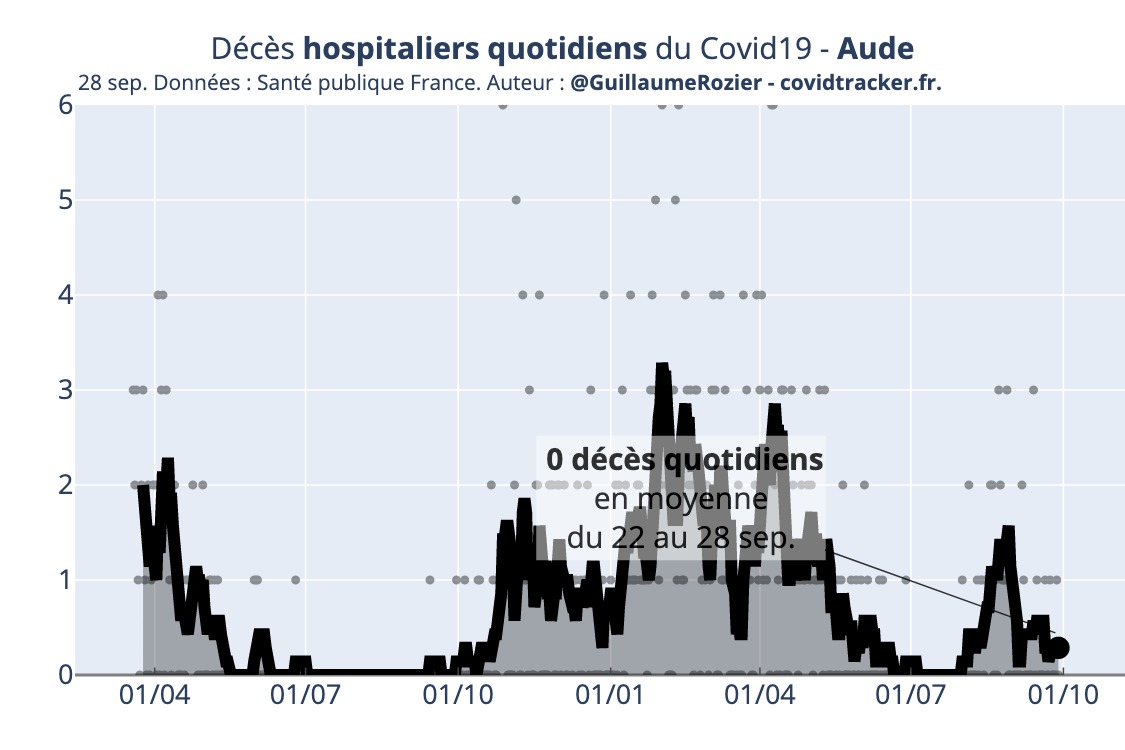 Décès hospitaliers quotidiens du Covid19 - Aude
28 sep. Données : Santé publique France. Auteur : @GuillaumeRozier - covidtracker.fr.
6
5
4
3
2
1
0
0 décès quotidiens
en moyenne
du 22 au 28 sep.
01/04 01/07 01/10 01/01 01/04 01/07 01/10